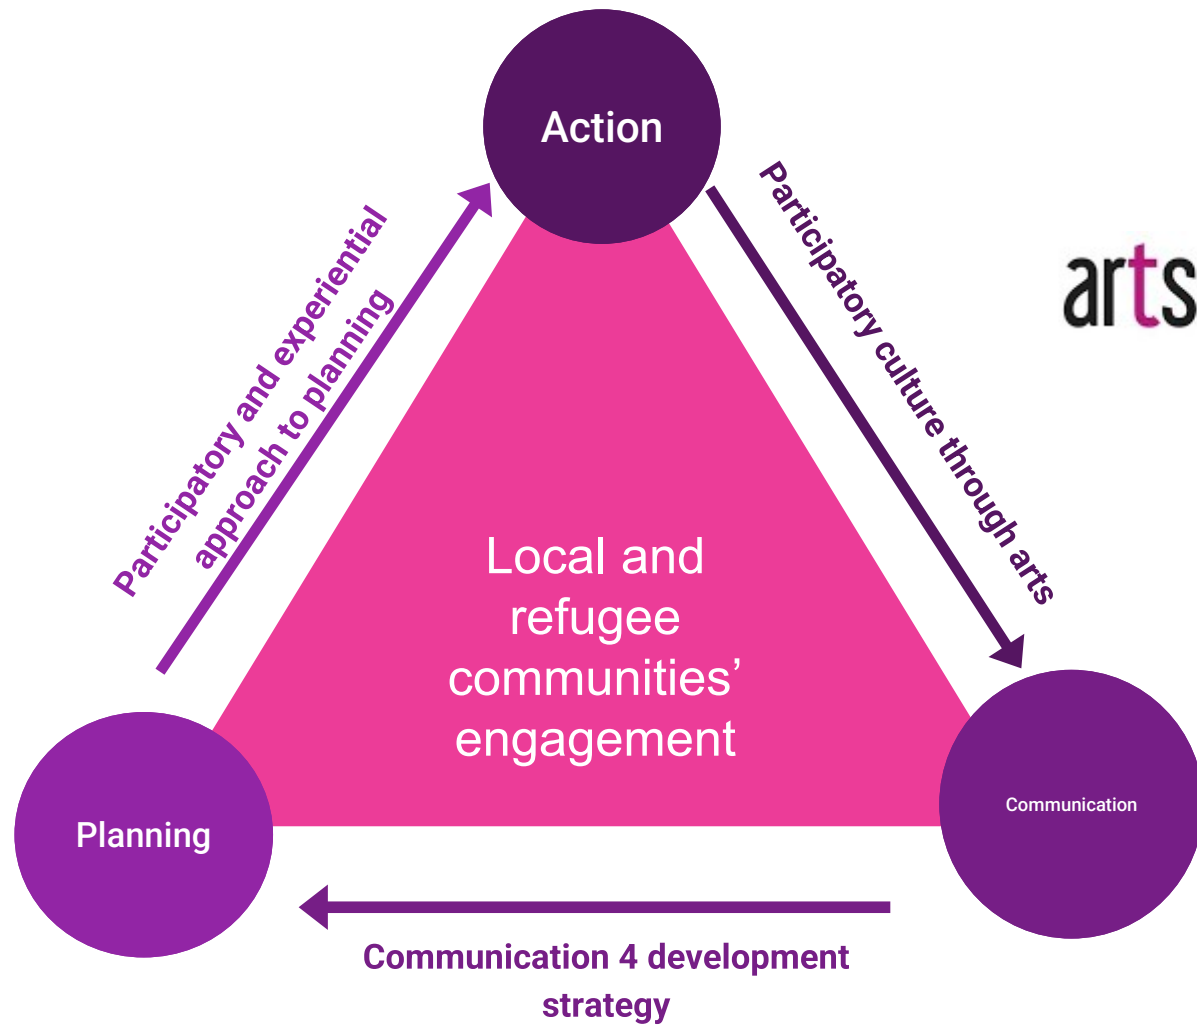 Action
Participatory and experiential
approach to planning
Participatory culture through arts
arts
Local and
refugee
communities’
engagement
Planning
Communication
Communication 4 development
strategy